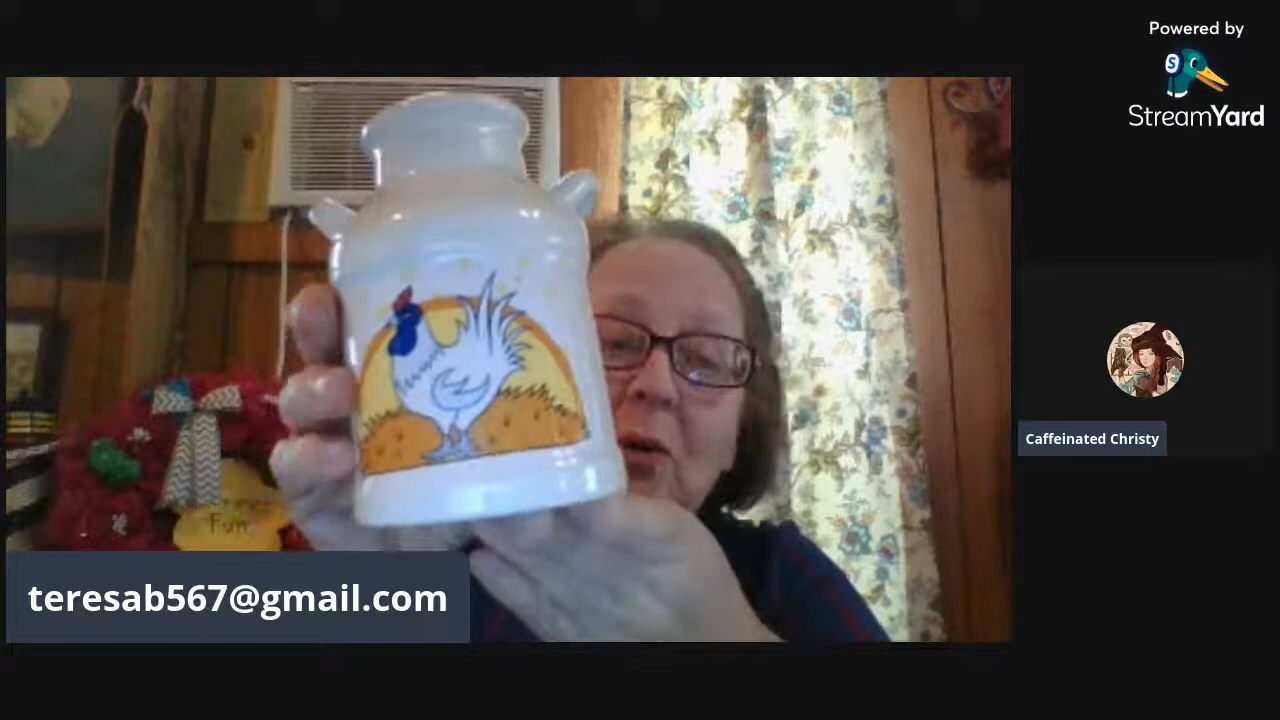 Powered by
StreamYard
Caffeinated Christy
Fun
teresab567@gmail.com